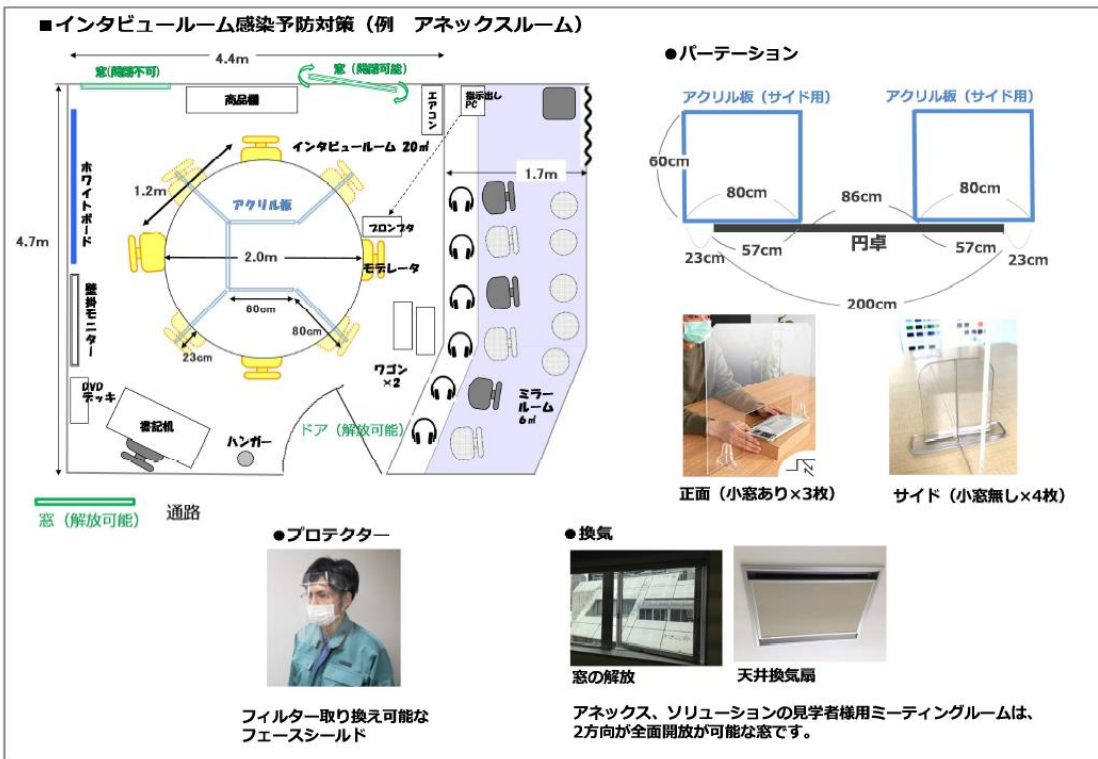 ■インタビュールーム感染予防対策（例　アネックスルーム）
4.4m
窓(開閉不可)
窓（開閉可能）
商品棚
エアコン
指示出し
PC
インタビュールーム 20㎡
ホワイトボード
1.2m
アクリル板
1.7m
プロンプタ
4.7m
2.0m
モデレータ
60cm
80cm
23cm
壁掛モニター
DVD
デッキ
ワゴン
×2
ミラー
ルーム
6㎡
書記机
ハンガー
ドア（解放可能）
窓（解放可能）
通路
●パーテーション
アクリル板（サイド用）
アクリル板（サイド用）
60cm
80cm
86cm
80cm
円卓
57cm
57cm
23cm
23cm
200cm
正面（小窓あり×3枚）
サイド（小窓無し×4枚）
●プロテクター
フィルター取り換え可能な
フェースシールド
●換気
窓の解放
天井換気扇
アネックス、ソリューションの見学者様用ミーティングルームは、
2方向が全面開放が可能な窓です。